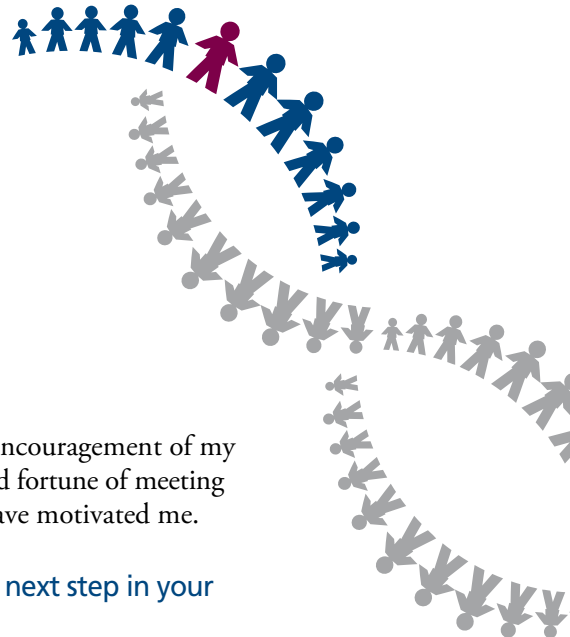 ncouragement of my
d fortune of meeting
ave motivated me.
next step in your